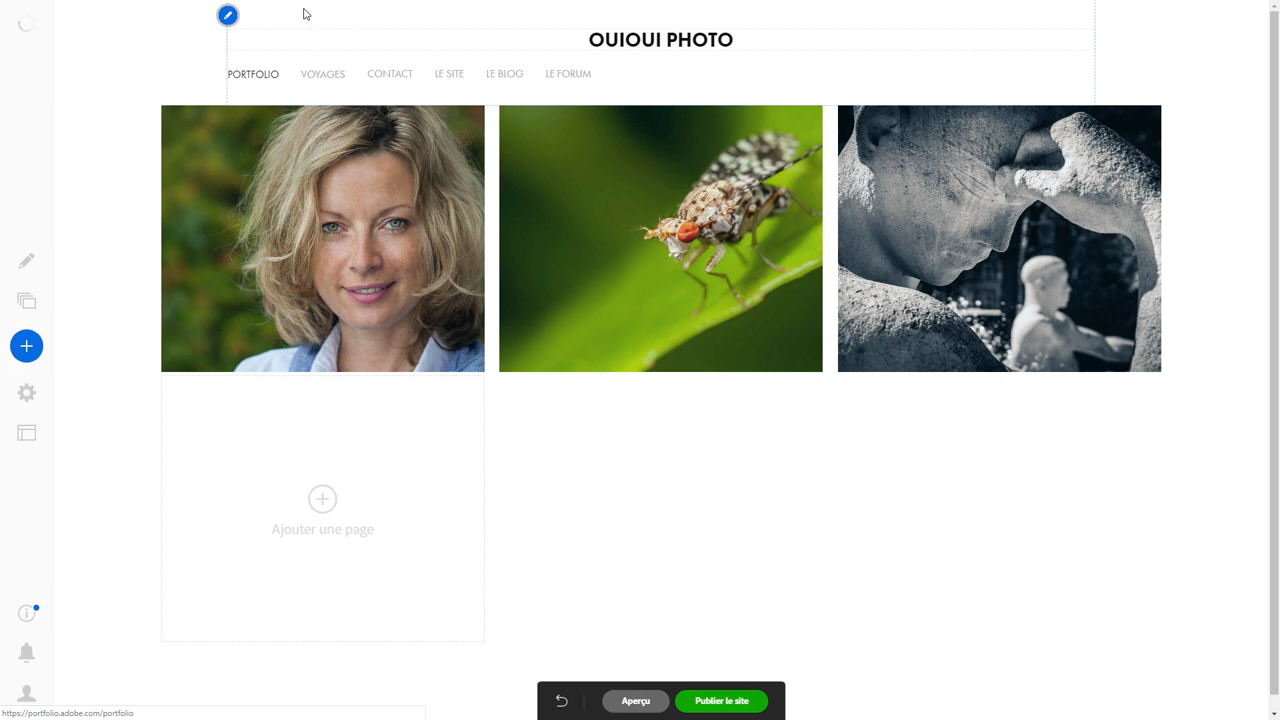 OUIOUI PHOTO
PORTFOLIO VOYAGES CONTACT LE SITE LE BLOG LE FORUM
Ajouter une page
Aperçu Publier le site
https://portfolio.adobe.com/portfolio